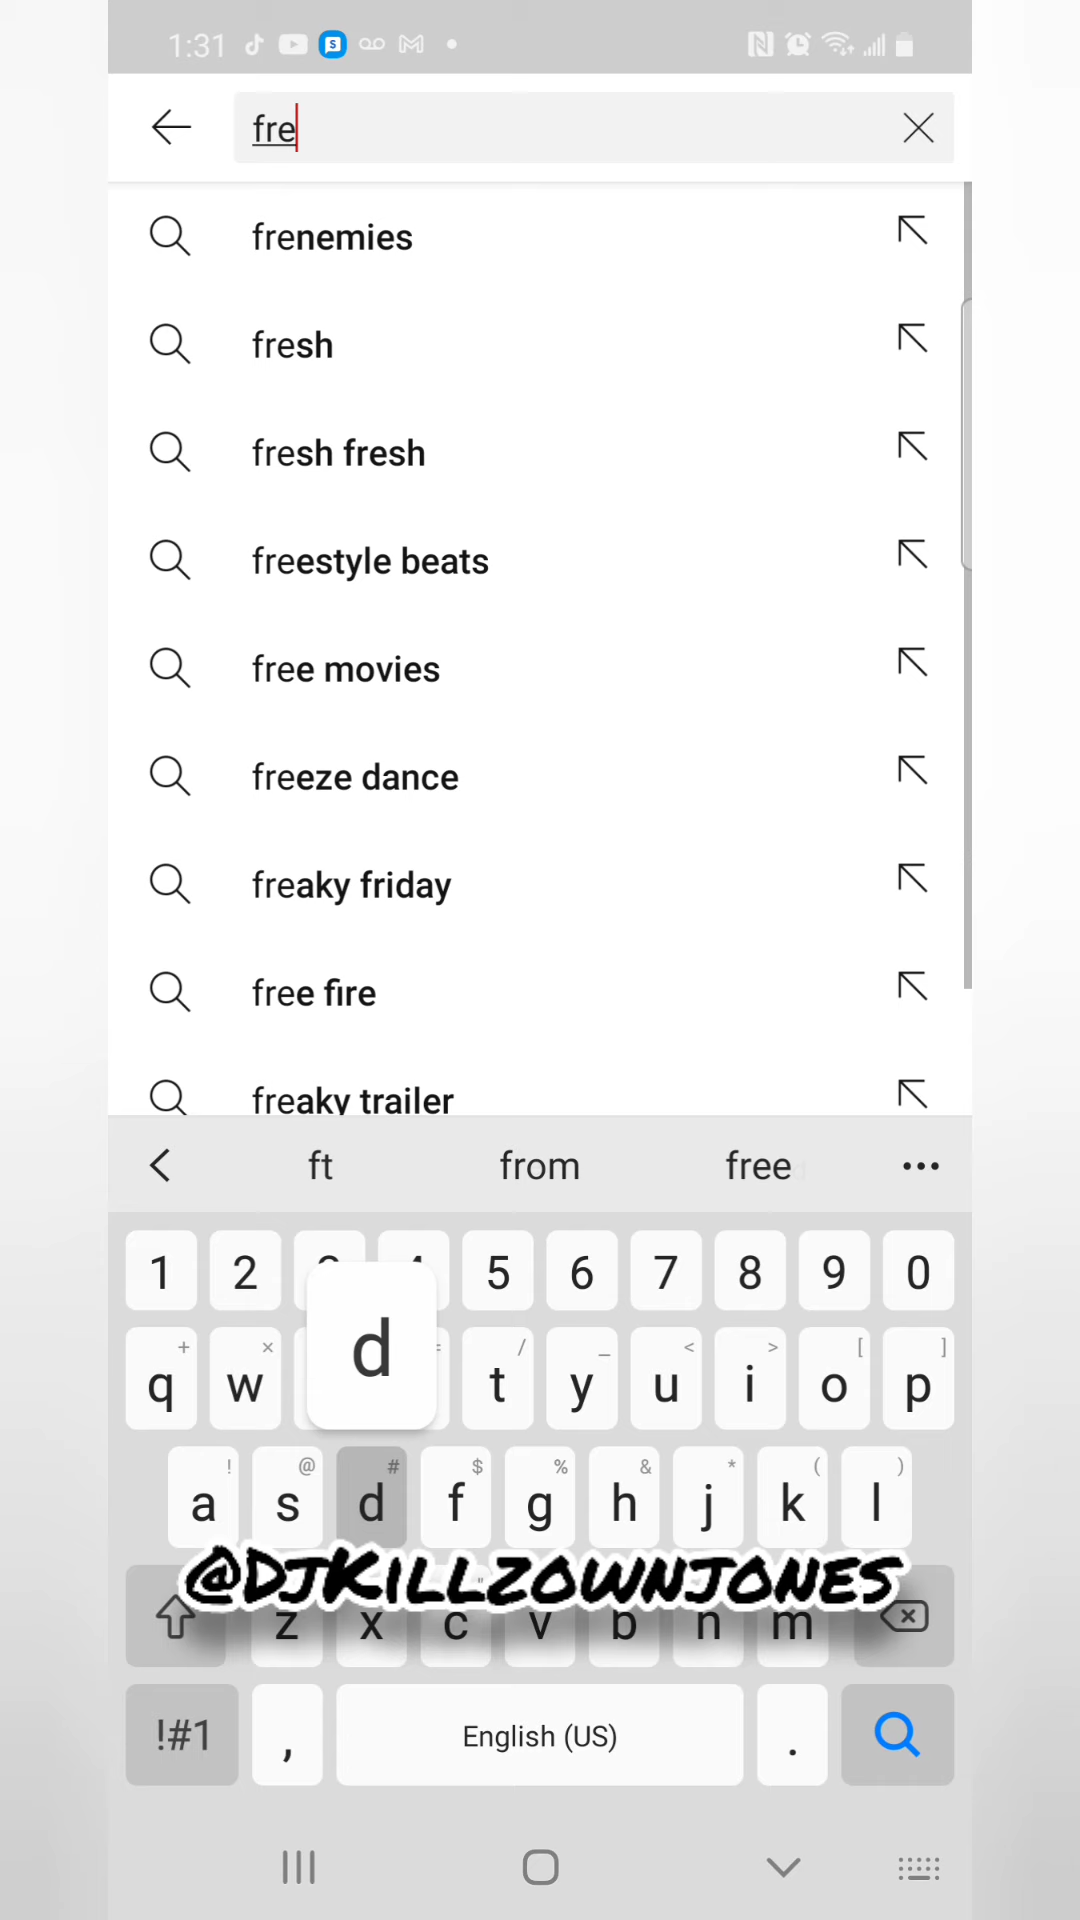 1:31
fre
frenemies
fresh
fresh fresh
freestyle beats
free movies
freeze dance
freaky friday
free fire
freaky trailer
ft from free
1 2 5 6 7 8 9 0
+ × / _ < > [ ]
q w d t y u i o p
! @ # $ % & * ( )
a s d f g h j k l
@DJKILLZOWNJONES
z x c v b n m
!#1 , English (US) .